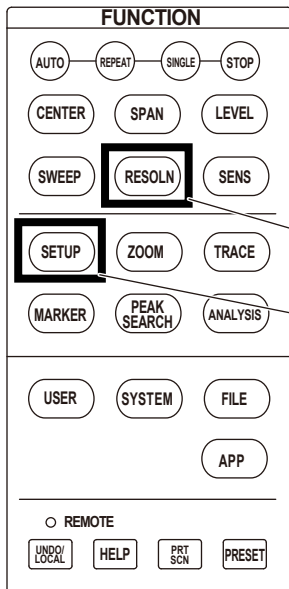 FUNCTION
AUTO REPEAT SINGLE STOP
CENTER SPAN LEVEL
SWEEP RESOLN SENS
SETUP ZOOM TRACE
MARKER PEAK SEARCH ANALYSIS
USER SYSTEM FILE
APP
REMOTE
UNDO/LOCAL HELP PRT SCN PRESET